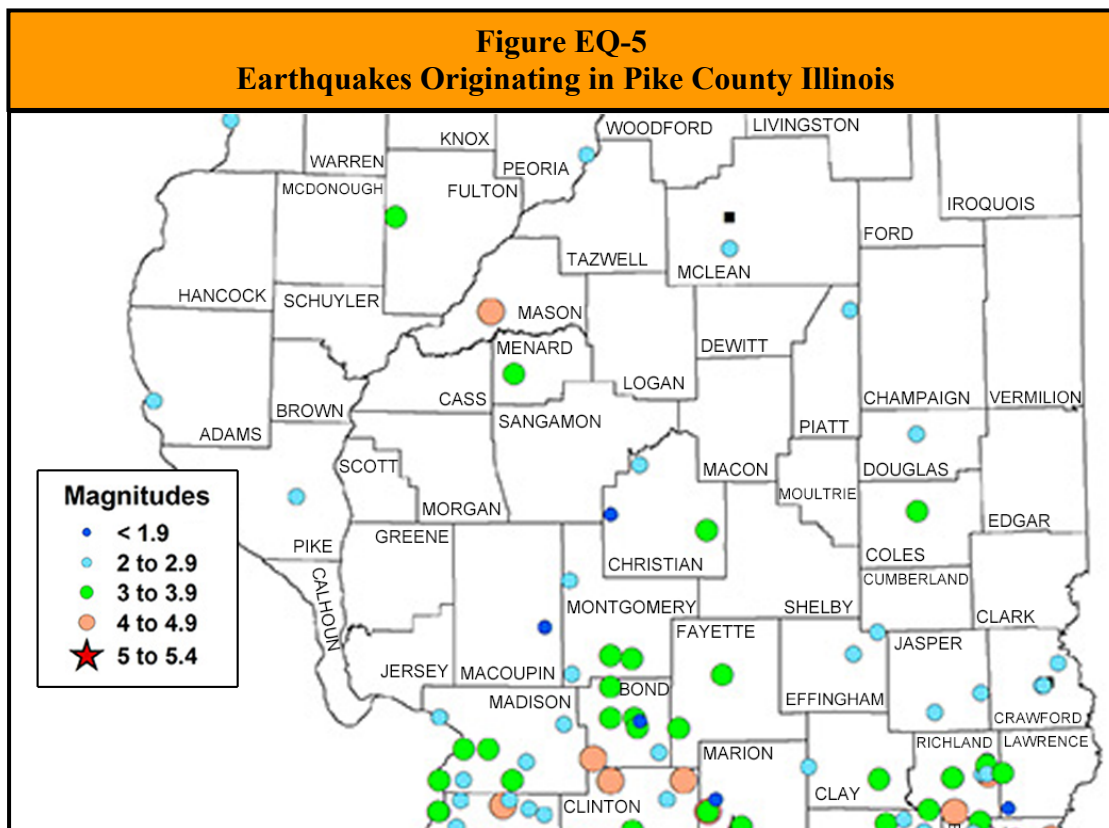 Figure EQ-5
Earthquakes Originating in Pike County Illinois
WOODFORD
LIVINGSTON
KNOX
WARREN
PEORIA
MCDONOUGH
FULTON
IROQUOIS
FORD
TAZWELL
MCLEAN
HANCOCK
SCHUYLER
MASON
MENARD
DEWITT
LOGAN
CASS
CHAMPAIGN
VERMILION
BROWN
SANGAMON
PIATT
ADAMS
SCOTT
MACON
DOUGLAS
MOULTRIE
MORGAN
EDGAR
GREENE
PIKE
COLES
CHRISTIAN
CUMBERLAND
CALHOUN
MONTGOMERY
SHELBY
CLARK
FAYETTE
JASPER
JERSEY
MACOUPIN
BOND
EFFINGHAM
MADISON
CRAWFORD
RICHLAND
LAWRENCE
MARION
CLAY
CLINTON
Magnitudes
< 1.9
2 to 2.9
3 to 3.9
4 to 4.9
5 to 5.4